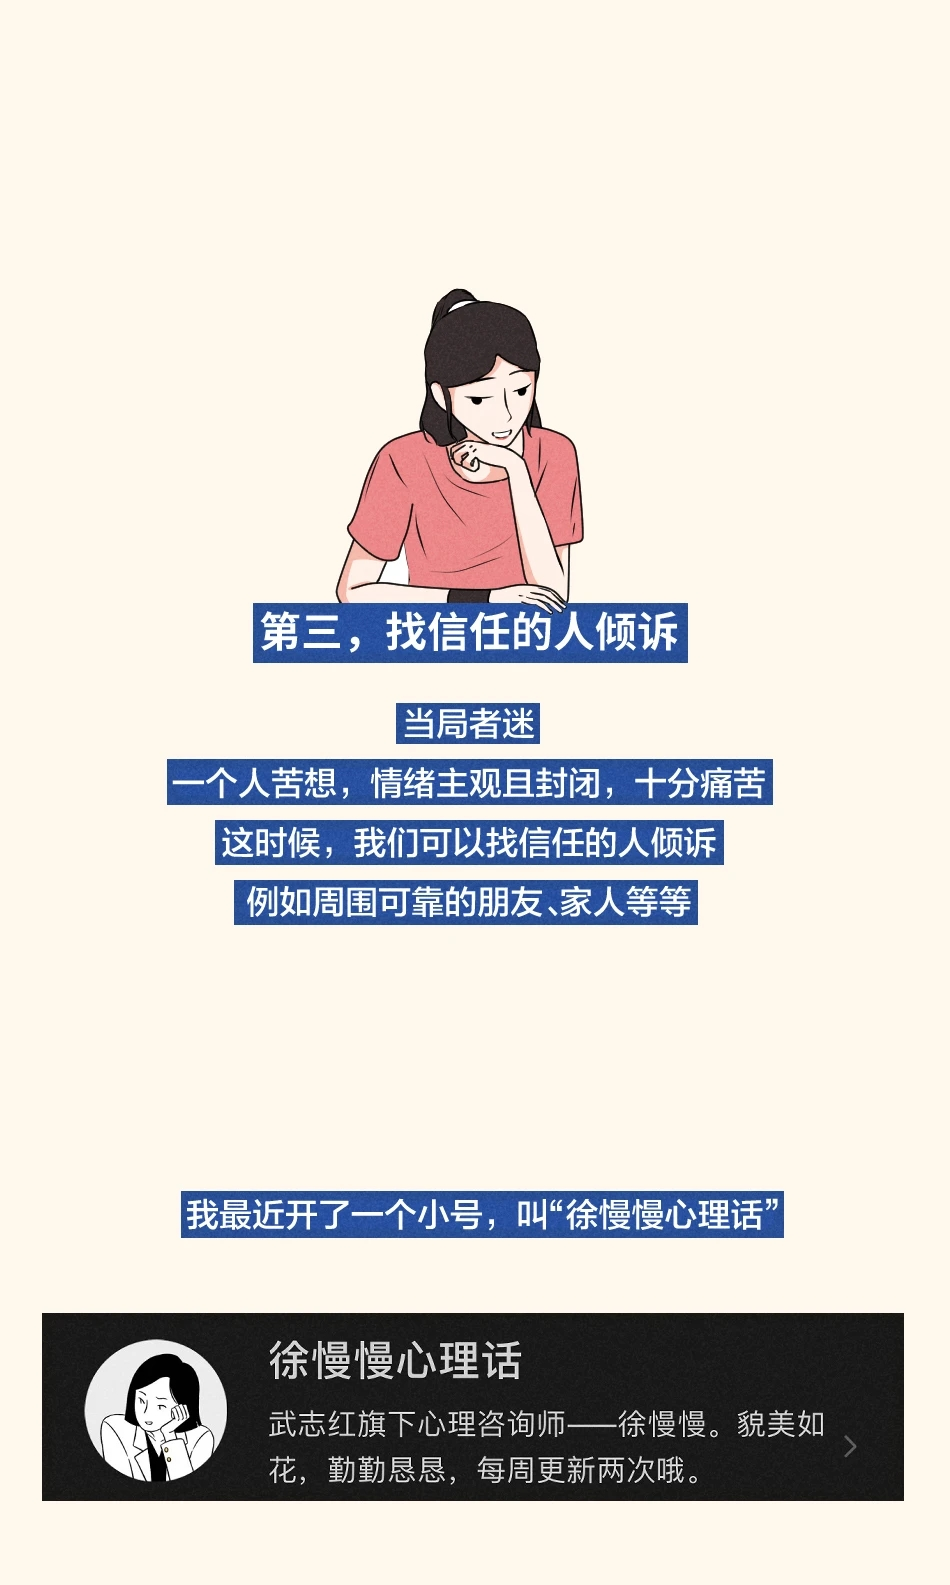 第三，找信任的人倾诉
当局者迷
一个人苦想，情绪主观且封闭，十分痛苦
这时候，我们可以找信任的人倾诉
例如周围可靠的朋友、家人等等
我最近开了一个小号，叫“徐慢慢心理话”
徐慢慢心理话
武志红旗下心理咨询师——徐慢慢。貌美如
花，勤勤恳恳，每周更新两次哦。